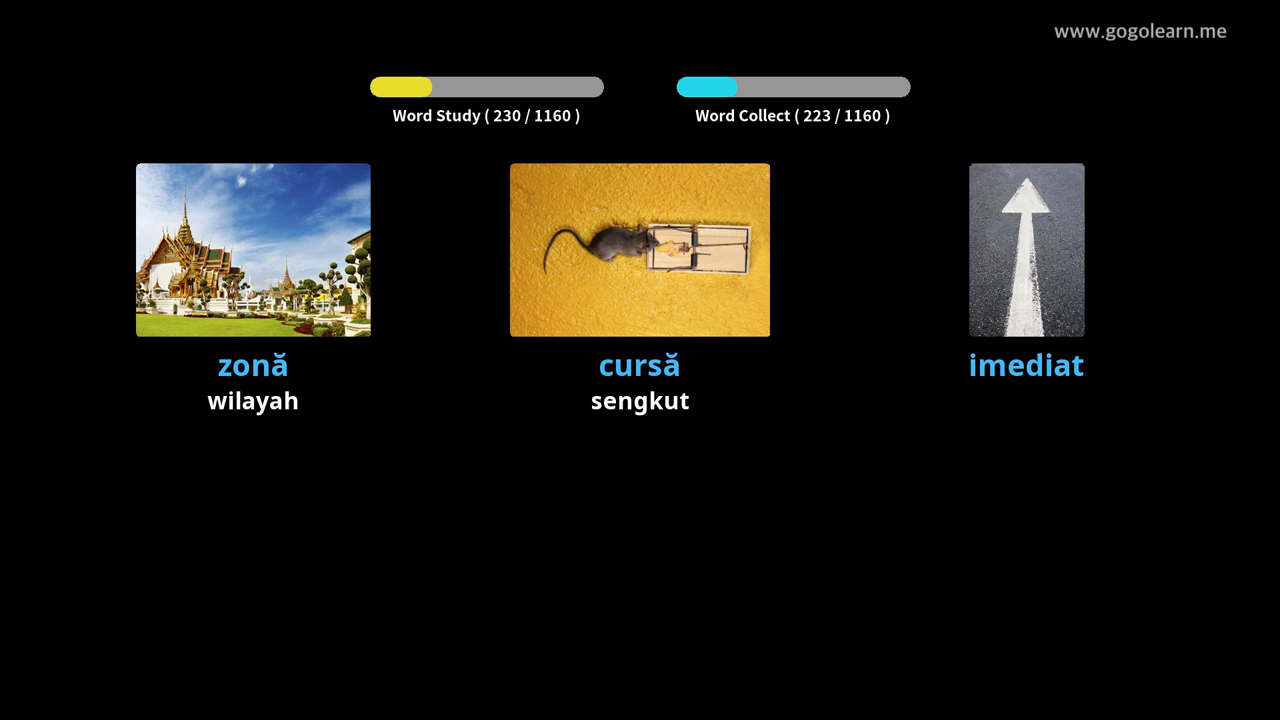 www.gogolearn.me
Word Study ( 230 / 1160 )
Word Collect ( 223 / 1160 )
zonă
wilayah
cursă
sengkut
imediat